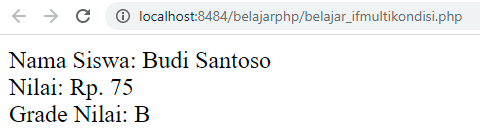 localhost:8484/belajarphp/belajar_ifmultikondisi.php
Nama Siswa: Budi Santoso
Nilai: Rp. 75
Grade Nilai: B